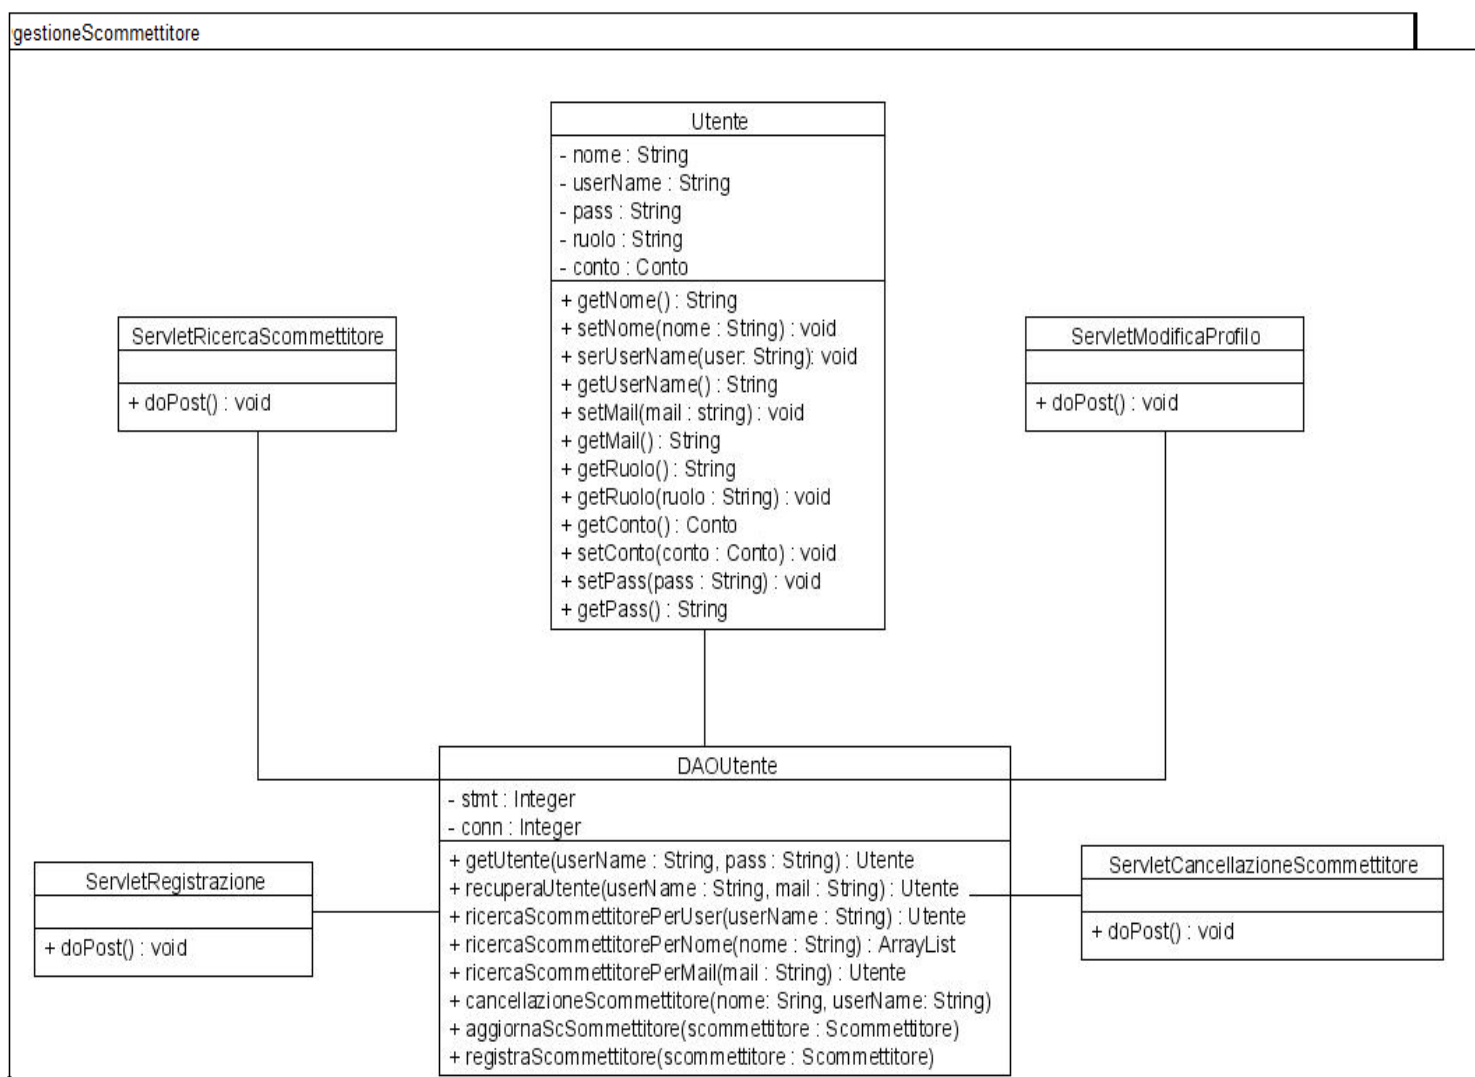 gestioneScommettitore
Utente
- nome : String
- userName : String
- pass : String
- ruolo : String
- conto : Conto
+ getNome() : String
+ setNome(nome : String) : void
+ serUserName(user: String): void
+ getUserName() : String
+ setMail(mail : string) : void
+ getMail() : String
+ getRuolo() : String
+ getRuolo(ruolo : String) : void
+ getConto() : Conto
+ setConto(conto : Conto) : void
+ setPass(pass : String) : void
+ getPass() : String
ServletRicercaScommettitore
+ doPost() : void
ServletModificaProfilo
+ doPost() : void
DAOUtente
- stmt : Integer
- conn : Integer
+ getUtente(userName : String, pass : String) : Utente
+ recuperaUtente(userName : String, mail : String) : Utente
+ ricercaScommettitorePerUser(userName : String) : Utente
+ ricercaScommettitorePerNome(nome : String) : ArrayList
+ ricercaScommettitorePerMail(mail : String) : Utente
+ cancellazioneScommettitore(nome: Sring, userName: String)
+ aggiornaScSommettitore(scommettitore : Scommettitore)
+ registraScommettitore(scommettitore : Scommettitore)
ServletRegistrazione
+ doPost() : void
ServletCancellazioneScommettitore
+ doPost() : void